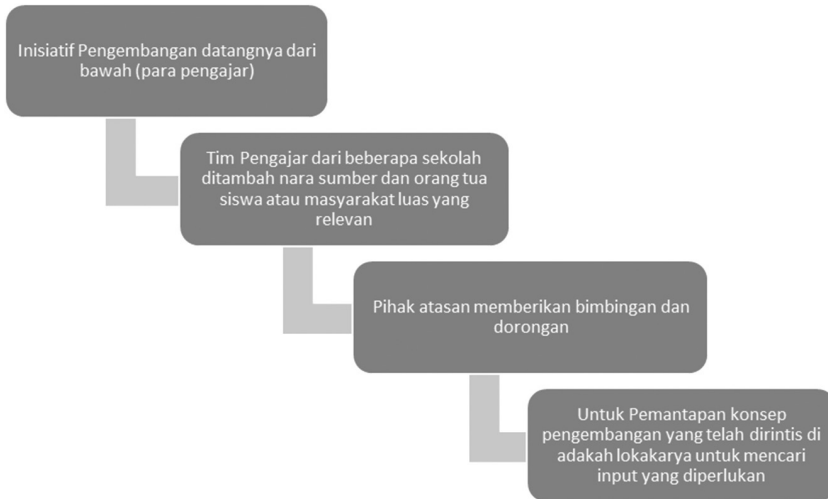 Inisiatif Pengembangan datangnya dari
bawah (para pengajar)
Tim Pengajar dari beberapa sekolah
ditambah nara sumber dan orang tua
siswa atau masyarakat luas yang
relevan
Pihak atasan memberikan bimbingan dan
dorongan
Untuk Pemantapan konsep
pengembangan yang telah dirintis di
adakah lokakarya untuk mencari
input yang diperlukan